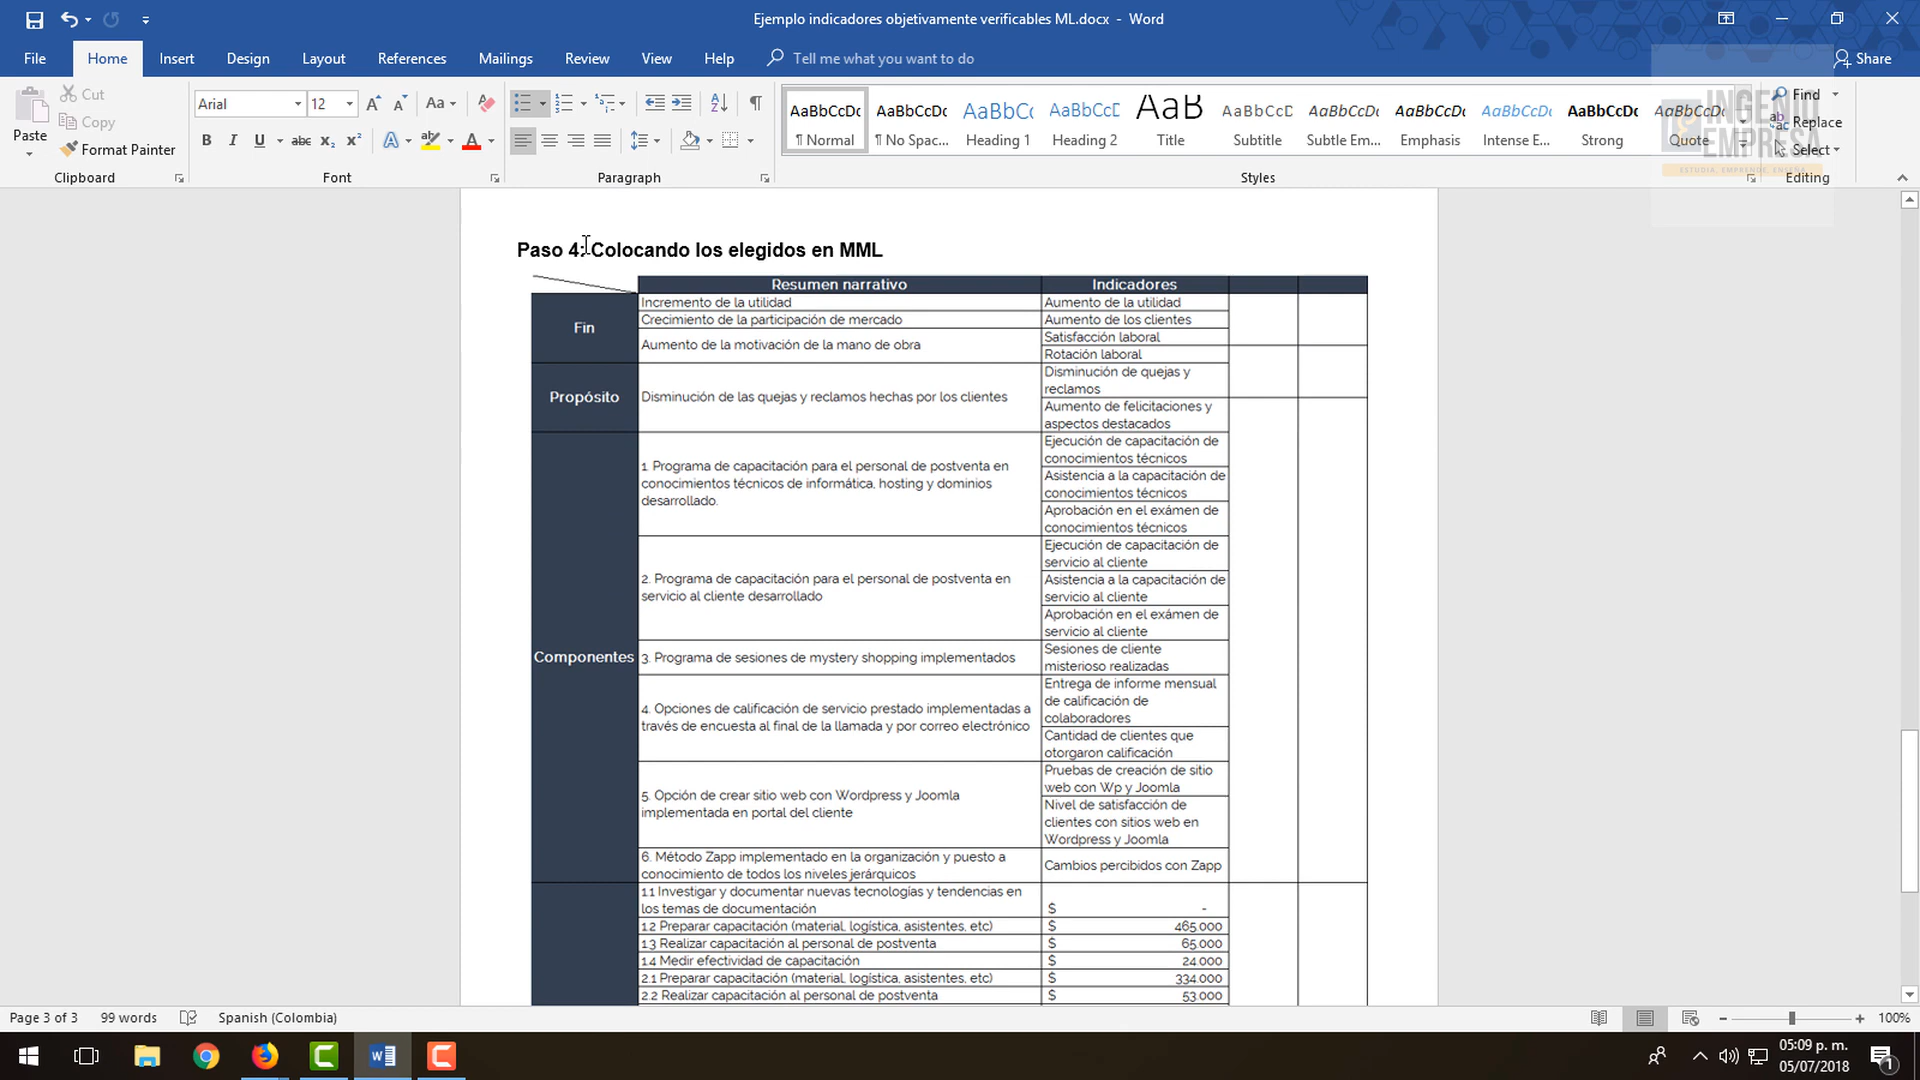 Ejemplo indicadores objetivamente verificables ML.docx - Word
File Home Insert Design Layout References Mailings Review View Help Tell me what you want to do Share
Paste
Cut
Copy
Format Painter
Clipboard
Arial 12
Font
Paragraph
AaBbCcDc AaBbCcDc AaBbCc AaBbCcD AaB AaBbCcD AaBbCcDc AaBbCcDc AaBbCcDc AaBbCcDc AaBbCcDc
¶ Normal ¶ No Spac... Heading 1 Heading 2 Title Subtitle Subtle Em... Emphasis Intense E... Strong Quote
Styles
Find
Replace
Select
Editing
INGENIO
EMPRESA
ESTUDIA, EMPRENDE, ENSEÑA
Paso 4: Colocando los elegidos en MML
Resumen narrativo Indicadores
Fin
Incremento de la utilidad
Aumento de la utilidad
Crecimiento de la participación de mercado
Aumento de los clientes
Aumento de la motivación de la mano de obra
Satisfacción laboral
Rotación laboral
Propósito
Disminución de las quejas y reclamos hechas por los clientes
Disminución de quejas y
reclamos
Aumento de felicitaciones y
aspectos destacados
Componentes
1. Programa de capacitación para el personal de postventa en
conocimientos técnicos de informática, hosting y dominios
desarrollado.
Ejecución de capacitación de
conocimientos técnicos
Asistencia a la capacitación de
conocimientos técnicos
Aprobación en el exámen de
conocimientos técnicos
2. Programa de capacitación para el personal de postventa en
servicio al cliente desarrollado
Ejecución de capacitación de
servicio al cliente
Asistencia a la capacitación de
servicio al cliente
Aprobación en el exámen de
servicio al cliente
3. Programa de sesiones de mystery shopping implementados
Sesiones de cliente
misterioso realizadas
4. Opciones de calificación de servicio prestado implementadas a
través de encuesta al final de la llamada y por correo electrónico
Entrega de informe mensual
de calificación de
colaboradores
Cantidad de clientes que
otorgaron calificación
5. Opción de crear sitio web con Wordpress y Joomla
implementada en portal del cliente
Pruebas de creación de sitio
web con Wp y Joomla
Nivel de satisfacción de
clientes con sitios web en
Wordpress y Joomla
6. Método Zapp implementado en la organización y puesto a
conocimiento de todos los niveles jerárquicos
Cambios percibidos con Zapp
1.1 Investigar y documentar nuevas tecnologías y tendencias en
los temas de documentación
$ -
1.2 Preparar capacitación (material, logística, asistentes, etc) $ 465.000
1.3 Realizar capacitación al personal de postventa $ 65.000
1.4 Medir efectividad de capacitación $ 24.000
2.1 Preparar capacitación (material, logística, asistentes, etc) $ 334.000
2.2 Realizar capacitación al personal de postventa $ 53.000
Page 3 of 3 99 words Spanish (Colombia) 100%
05:09 p. m.
05/07/2018
1